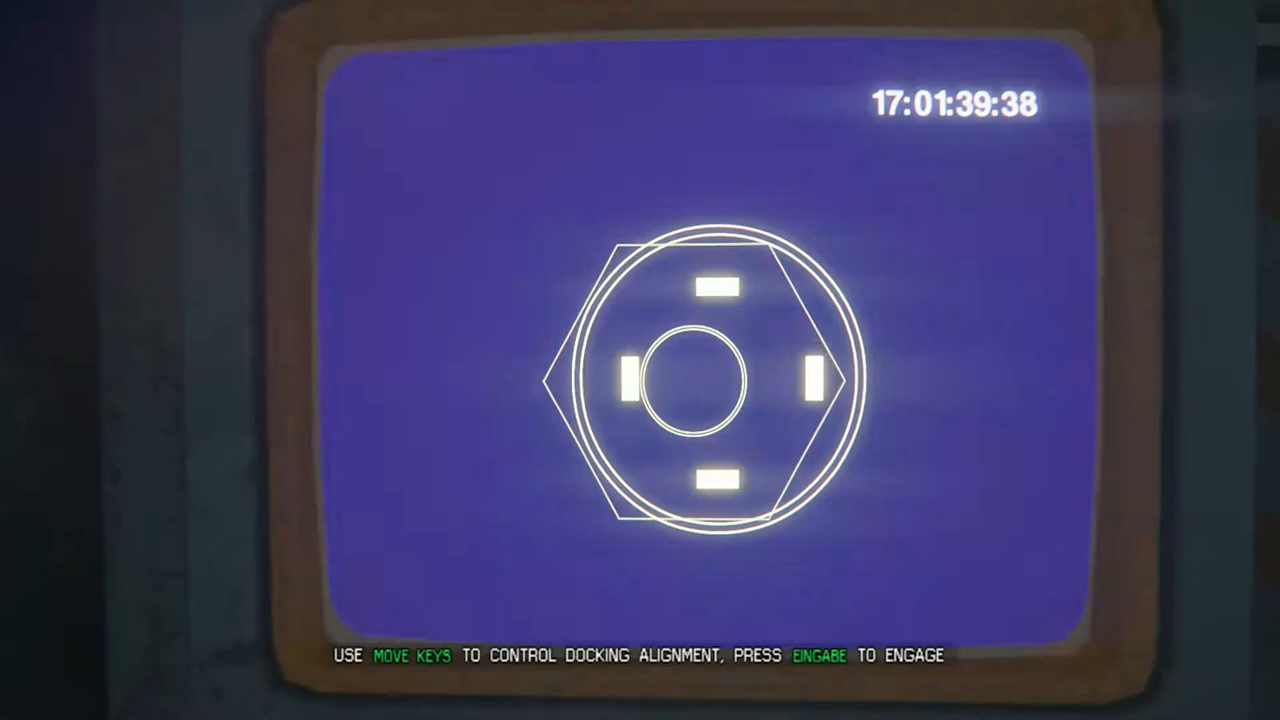 17:01:39:38
USE MOVE KEYS TO CONTROL DOCKING ALIGNMENT, PRESS EINGABE TO ENGAGE